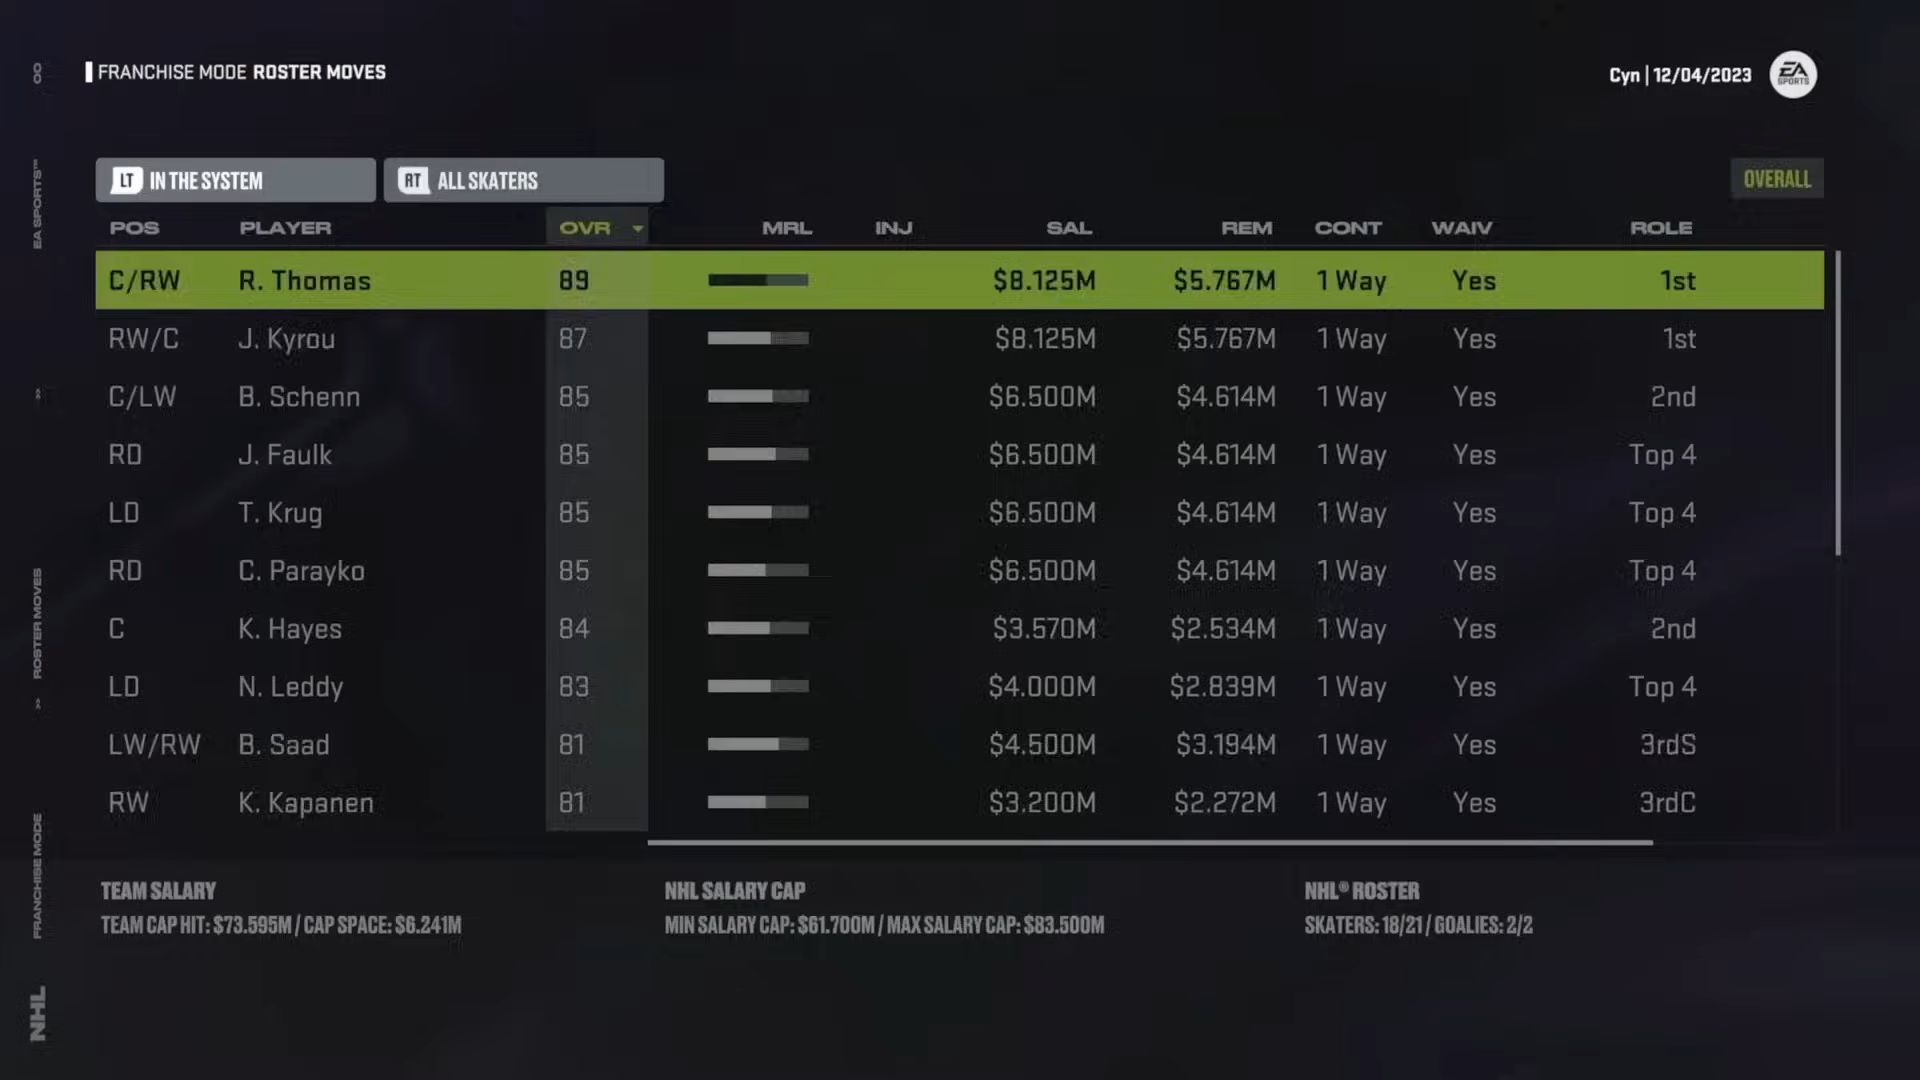 FRANCHISE MODE ROSTER MOVES
Cyn | 12/04/2023
EA SPORTS
LT IN THE SYSTEM
RT ALL SKATERS
OVERALL
POS PLAYER OVR MRL INJ SAL REM CONT WAIV ROLE
C/RW R. Thomas 89 $8.125M $5.767M 1 Way Yes 1st
RW/C J. Kyrou 87 $8.125M $5.767M 1 Way Yes 1st
C/LW B. Schenn 85 $6.500M $4.614M 1 Way Yes 2nd
RD J. Faulk 85 $6.500M $4.614M 1 Way Yes Top 4
LD T. Krug 85 $6.500M $4.614M 1 Way Yes Top 4
RD C. Parayko 85 $6.500M $4.614M 1 Way Yes Top 4
C K. Hayes 84 $3.570M $2.534M 1 Way Yes 2nd
LD N. Leddy 83 $4.000M $2.839M 1 Way Yes Top 4
LW/RW B. Saad 81 $4.500M $3.194M 1 Way Yes 3rdS
RW K. Kapanen 81 $3.200M $2.272M 1 Way Yes 3rdC
TEAM SALARY
TEAM CAP HIT: $73.595M / CAP SPACE: $6.241M
NHL SALARY CAP
MIN SALARY CAP: $61.700M / MAX SALARY CAP: $83.500M
NHL® ROSTER
SKATERS: 18/21 / GOALIES: 2/2
NHL FRANCHISE MODE » ROSTER MOVES » EA SPORTS™